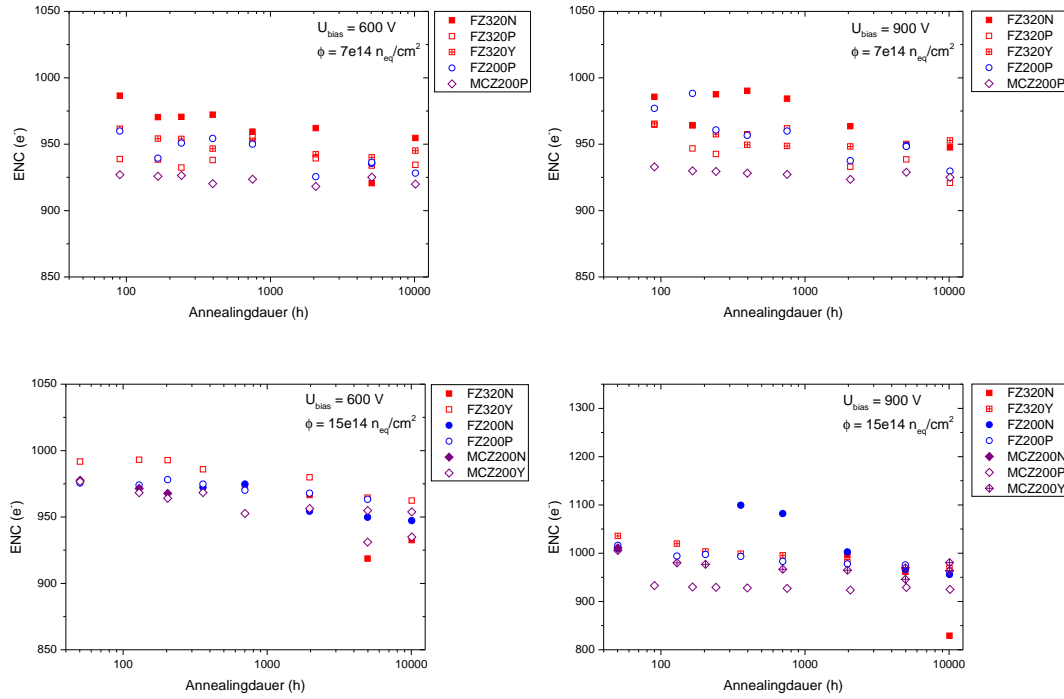 U_bias = 600 V
ϕ = 7e14 n_eq/cm²
FZ320N
FZ320P
FZ320Y
FZ200P
MCZ200P
1050
1000
950
900
850
ENC (e⁻)
100
1000
10000
Annealingdauer (h)
U_bias = 900 V
ϕ = 7e14 n_eq/cm²
FZ320N
FZ320P
FZ320Y
FZ200P
MCZ200P
1050
1000
950
900
850
ENC (e⁻)
100
1000
10000
Annealingdauer (h)
U_bias = 600 V
ϕ = 15e14 n_eq/cm²
FZ320N
FZ320Y
FZ200N
FZ200P
MCZ200N
MCZ200Y
1050
1000
950
900
850
ENC (e⁻)
100
1000
10000
Annealingdauer (h)
U_bias = 900 V
ϕ = 15e14 n_eq/cm²
FZ320N
FZ320Y
FZ200N
FZ200P
MCZ200N
MCZ200P
MCZ200Y
1300
1200
1100
1000
900
800
ENC (e⁻)
100
1000
10000
Annealingdauer (h)